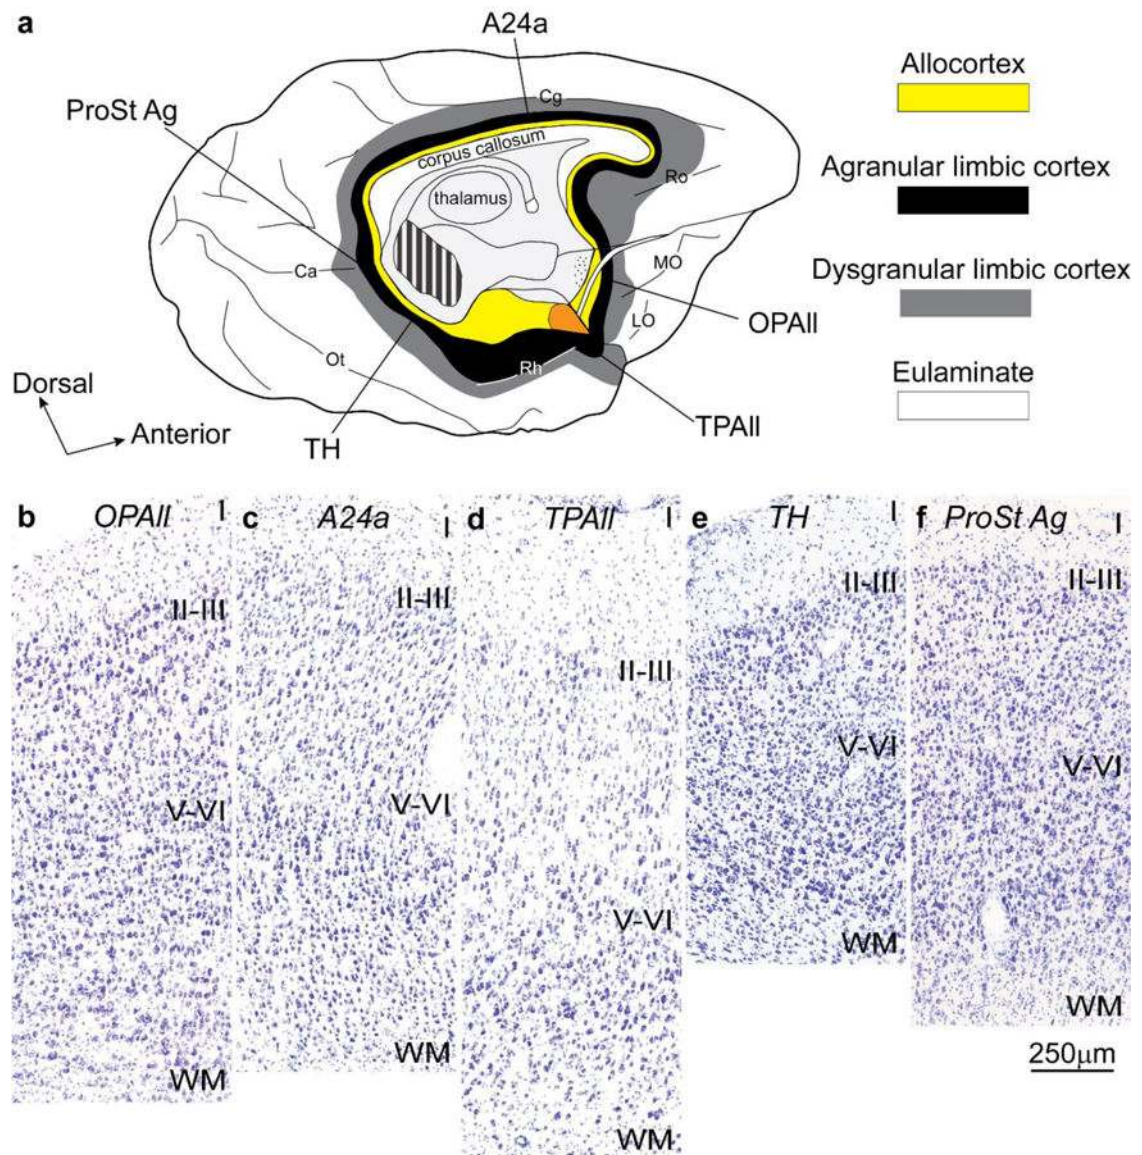 a
A24a
Allocortex
ProSt Ag
Cg
corpus callosum
Agranular limbic cortex
thalamus
Ro
Dysgranular limbic cortex
Ca
MO
OPAll
LO
Ot
Rh
Eulaminate
Dorsal
Anterior
TH
TPAll
b OPAll I
c A24a I
d TPAll I
e TH I
f ProSt Ag I
II-III
II-III
II-III
II-III
II-III
V-VI
V-VI
V-VI
V-VI
V-VI
WM
WM
WM
WM
WM
250μm